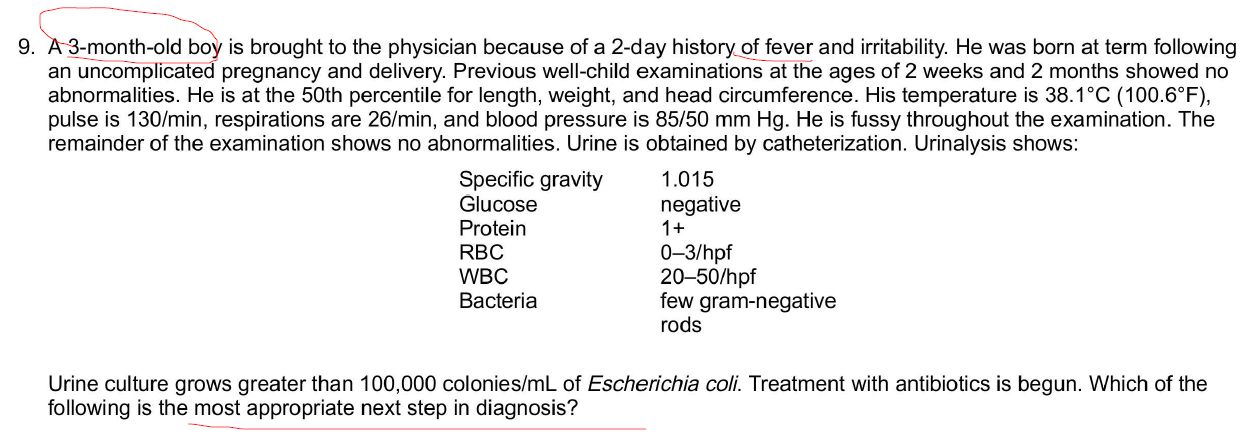 9. A 3-month-old boy is brought to the physician because of a 2-day history of fever and irritability. He was born at term following
an uncomplicated pregnancy and delivery. Previous well-child examinations at the ages of 2 weeks and 2 months showed no
abnormalities. He is at the 50th percentile for length, weight, and head circumference. His temperature is 38.1°C (100.6°F),
pulse is 130/min, respirations are 26/min, and blood pressure is 85/50 mm Hg. He is fussy throughout the examination. The
remainder of the examination shows no abnormalities. Urine is obtained by catheterization. Urinalysis shows:
Specific gravity 1.015
Glucose negative
Protein 1+
RBC 0–3/hpf
WBC 20–50/hpf
Bacteria few gram-negative
rods
Urine culture grows greater than 100,000 colonies/mL of Escherichia coli. Treatment with antibiotics is begun. Which of the
following is the most appropriate next step in diagnosis?